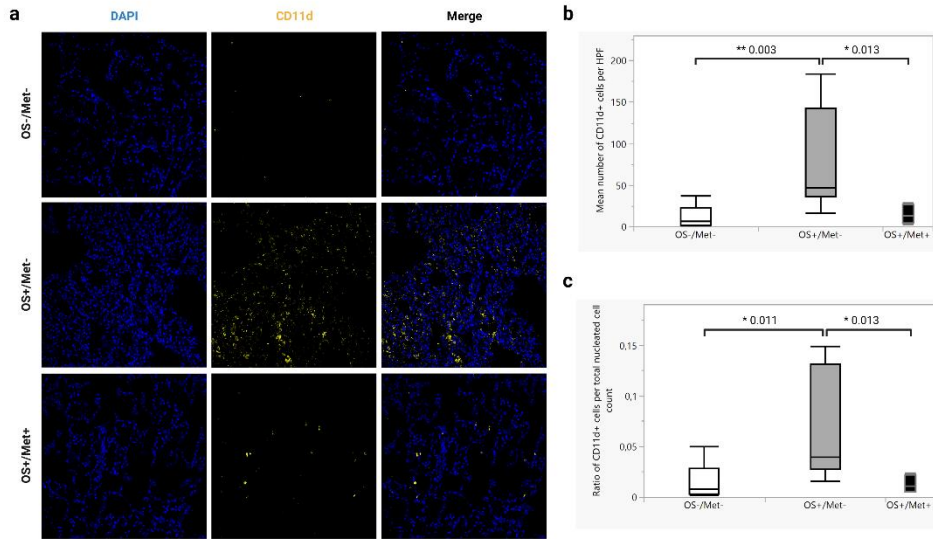 a
DAPI
CD11d
Merge
OS-/Met-
OS+/Met-
OS+/Met+
b
** 0.003
* 0.013
Mean number of CD11d+ cells per HPF
200
150
100
50
0
OS-/Met-
OS+/Met-
OS+/Met+
c
* 0.011
* 0.013
Ratio of CD11d+ cells per total nucleated cell
count
0,15
0,1
0,05
0
OS-/Met-
OS+/Met-
OS+/Met+